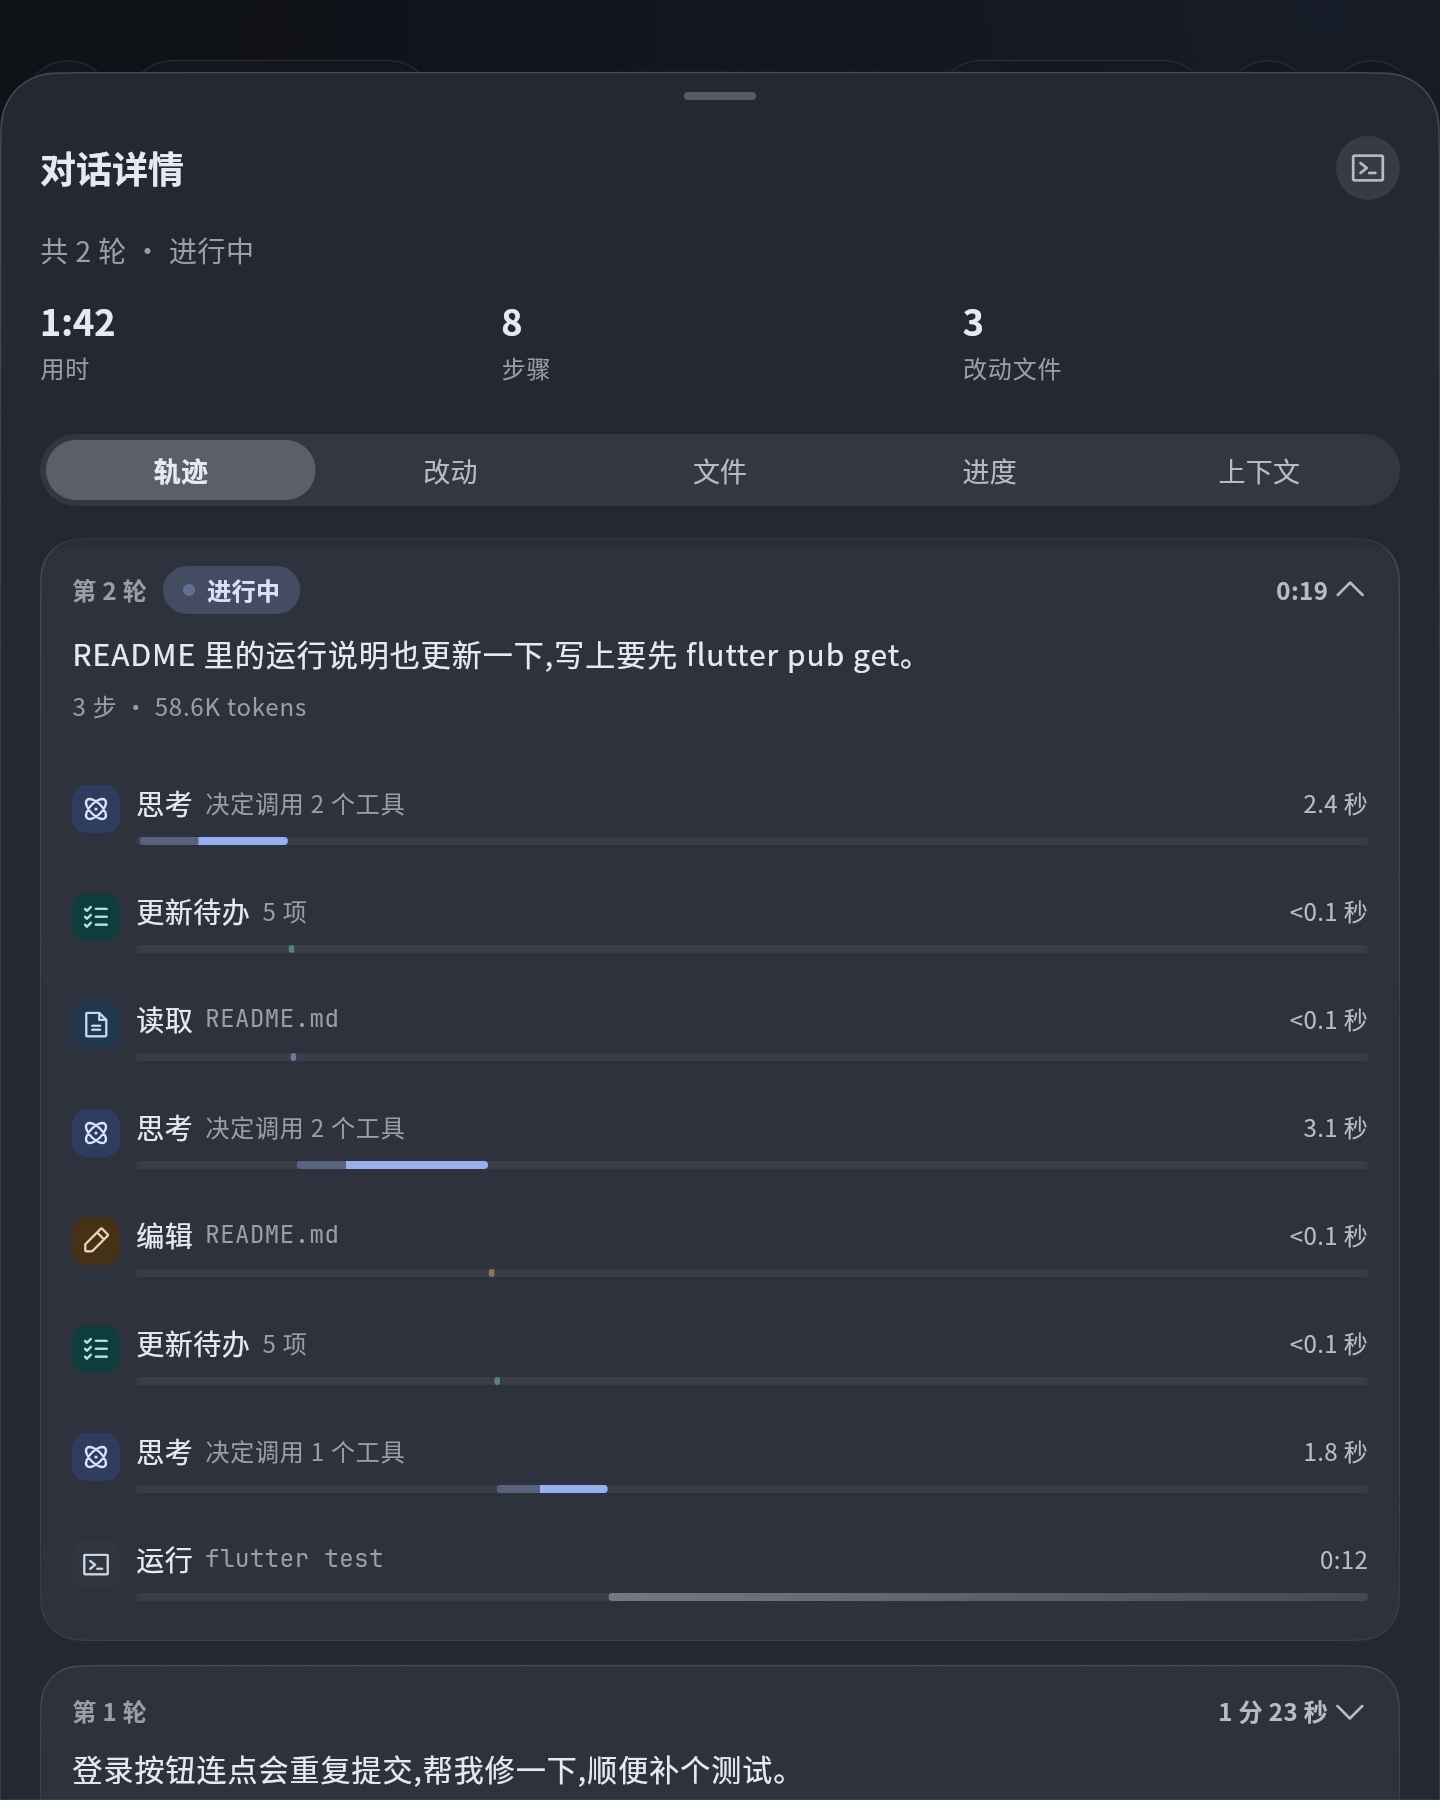 对话详情
共 2 轮 · 进行中
1:42
用时
8
步骤
3
改动文件
轨迹
改动
文件
进度
上下文
第 2 轮 进行中 0:19
README 里的运行说明也更新一下,写上要先 flutter pub get。
3 步 · 58.6K tokens
思考 决定调用 2 个工具 2.4 秒
更新待办 5 项 <0.1 秒
读取 README.md <0.1 秒
思考 决定调用 2 个工具 3.1 秒
编辑 README.md <0.1 秒
更新待办 5 项 <0.1 秒
思考 决定调用 1 个工具 1.8 秒
运行 flutter test 0:12
第 1 轮 1 分 23 秒
登录按钮连点会重复提交,帮我修一下,顺便补个测试。